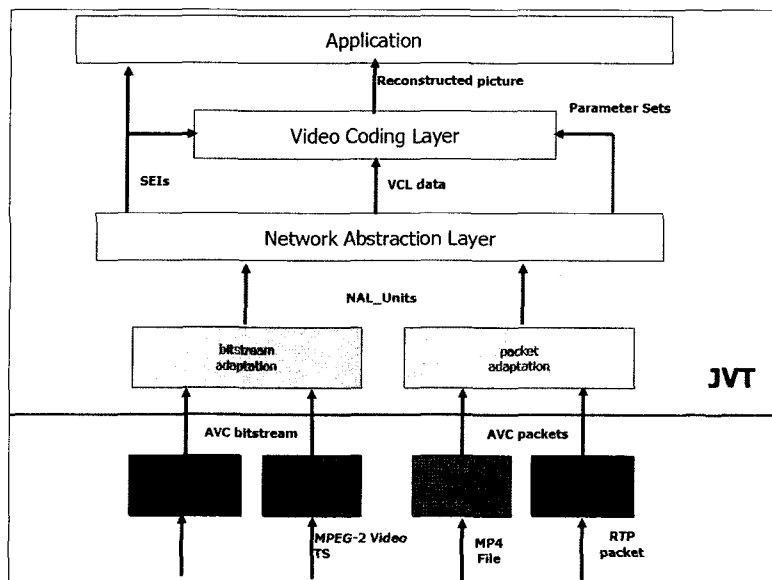 Application
Reconstructed picture
Parameter Sets
Video Coding Layer
SEIs
VCL data
Network Abstraction Layer
NAL_Units
bitstream
adaptation
packet
adaptation
JVT
AVC bitstream
AVC packets
MPEG-2 Video
TS
MP4
File
RTP
packet